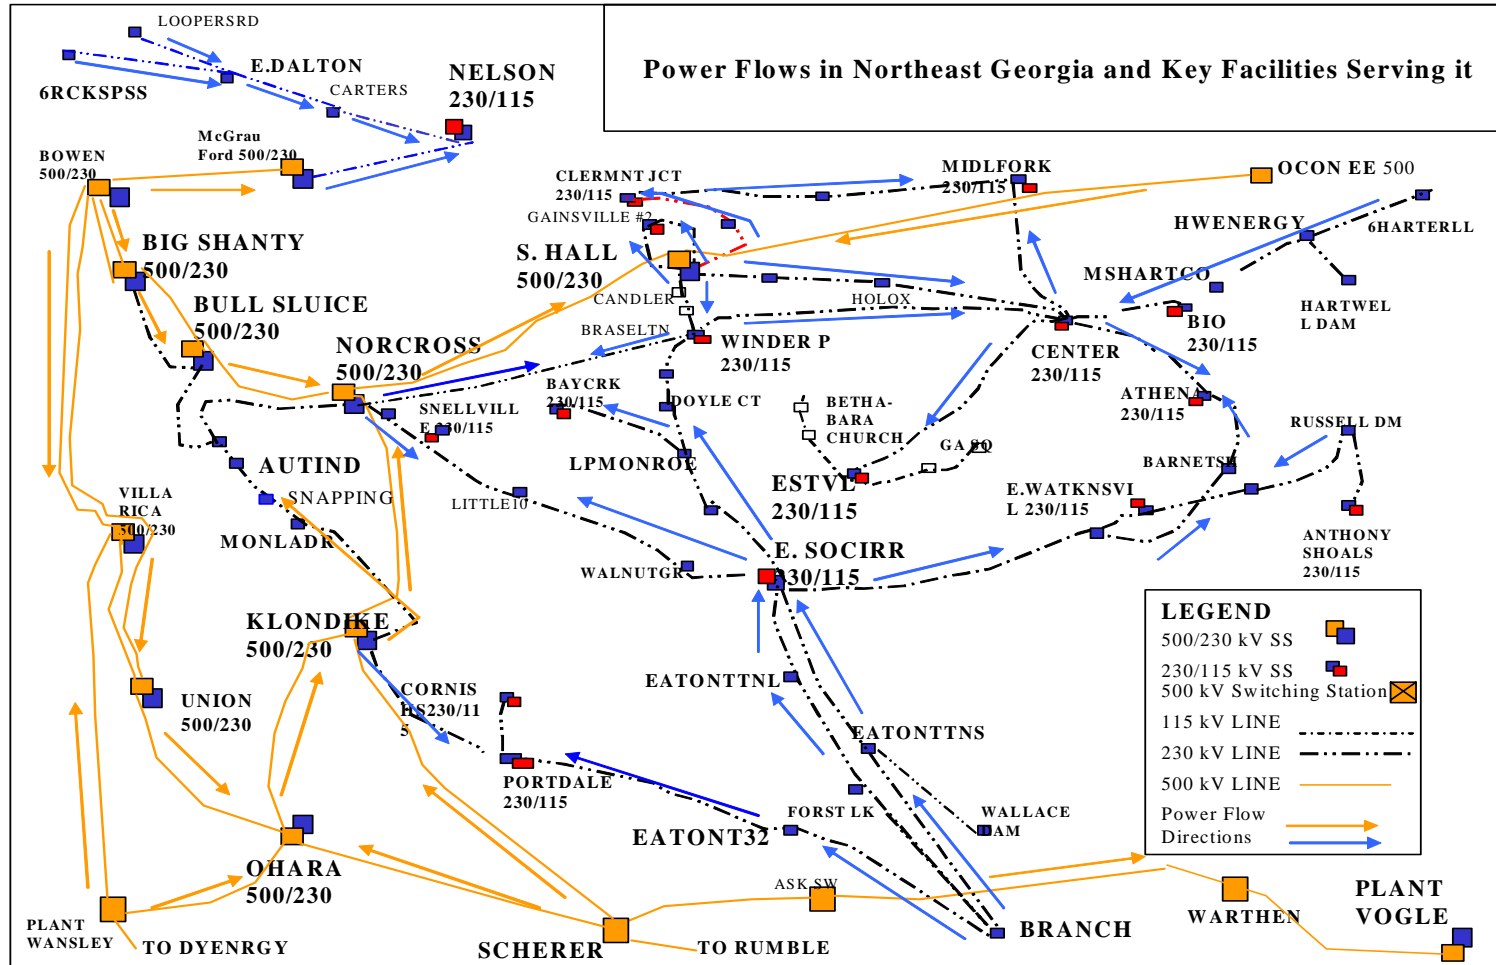 LOOPERSRD
Power Flows in Northeast Georgia and Key Facilities Serving it
E.DALTON
NELSON
230/115
6RCKSPSS
CARTERS
McGrau
Ford 500/230
BOWEN
500/230
CLERMNT JCT
230/115
MIDLFORK
230/115
OCON EE 500
GAINSVILLE #2
HWENERGY
6HARTERLL
BIG SHANTY
500/230
S. HALL
500/230
MSHARTCO
HARTWEL
L DAM
BULL SLUICE
500/230
CANDLER
HOLOX
BRASELTN
BIO
230/115
NORCROSS
500/230
WINDER P
230/115
CENTER
230/115
BAYCRK
230/115
SNELLVILL
E 230/115
DOYLE CT
BETHA-
BARA
CHURCH
ATHENA
230/115
RUSSELL DM
GA SQ
AUTIND
LPMONROE
BARNETSH
ESTVL
230/115
E.WATKNSVI
L 230/115
SNAPPING
LITTLE10
VILLA
RICA
500/230
MONLADR
ANTHONY
SHOALS
230/115
E. SOCIRR
230/115
WALNUTGR
KLONDIKE
500/230
LEGEND
500/230 kV SS
230/115 kV SS
500 kV Switching Station
115 kV LINE
230 kV LINE
500 kV LINE
Power Flow
Directions
EATONTTNL
CORNIS
HS230/11
5
UNION
500/230
EATONTTNS
PORTDALE
230/115
FORST LK
WALLACE
DAM
EATONT32
OHARA
500/230
ASK SW
PLANT
VOGLE
WARTHEN
PLANT
WANSLEY
TO DYENRGY
SCHERER
TO RUMBLE
BRANCH